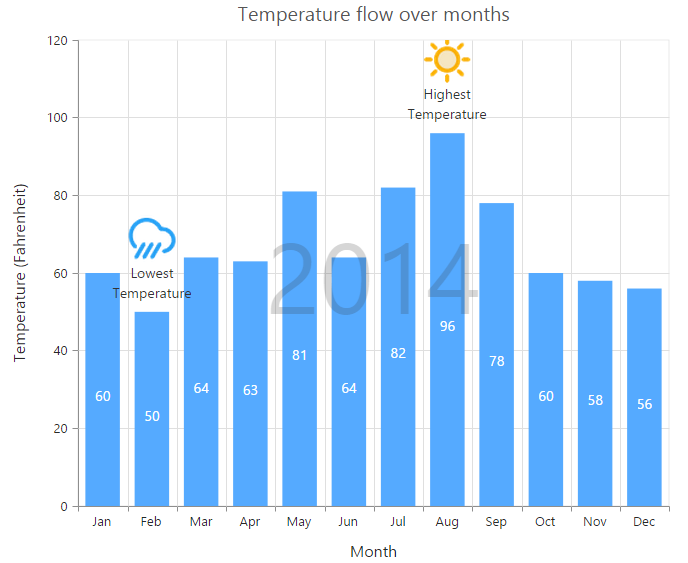 Temperature flow over months
120
100
80
60
40
20
0
Temperature (Fahrenheit)
Highest
Temperature
Lowest
Temperature
2014
60
50
64
63
81
64
82
96
78
60
58
56
Jan Feb Mar Apr May Jun Jul Aug Sep Oct Nov Dec
Month